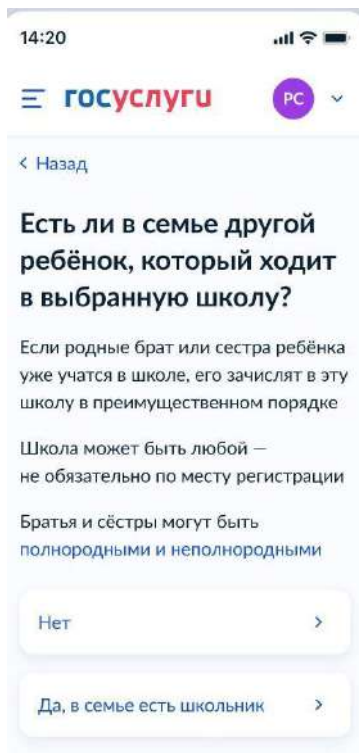 14:20
госуслуги
РС
Назад
Есть ли в семье другой
ребёнок, который ходит
в выбранную школу?
Если родные брат или сестра ребёнка
уже учатся в школе, его зачислят в эту
школу в преимущественном порядке
Школа может быть любой —
не обязательно по месту регистрации
Братья и сёстры могут быть
полнородными и неполнородными
Нет
Да, в семье есть школьник